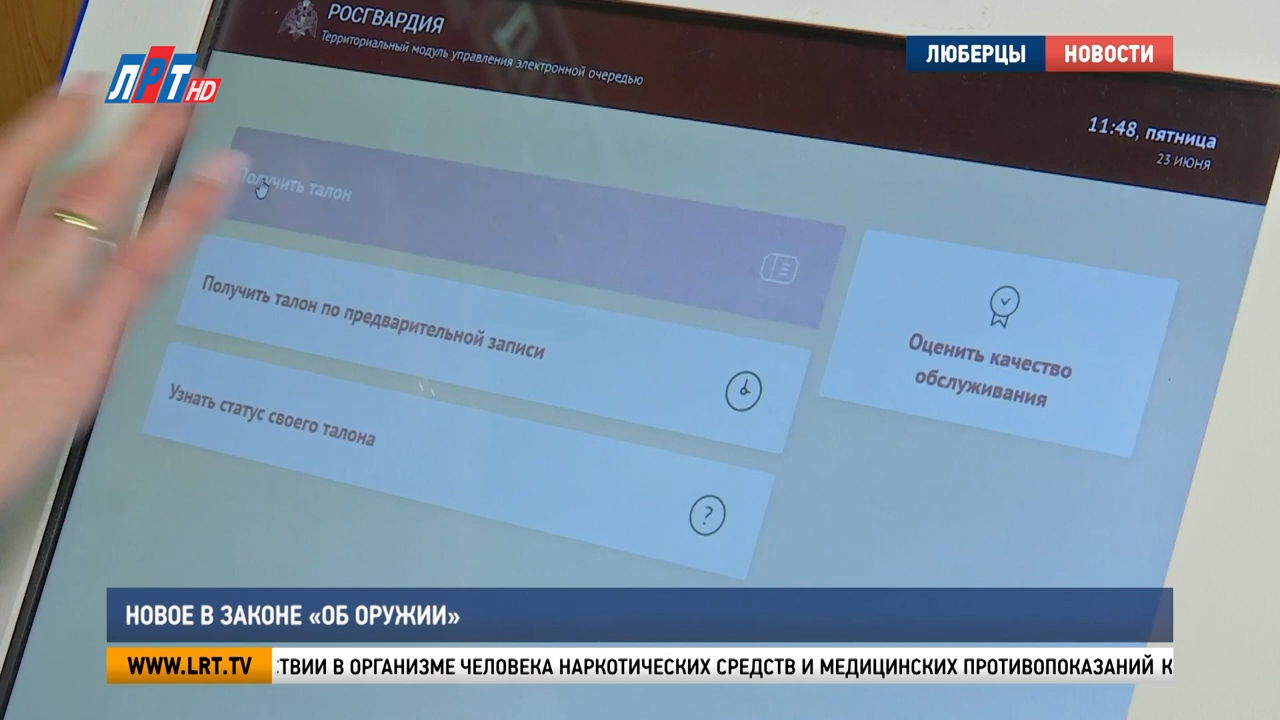 РОСГВАРДИЯ
Территориальный модуль управления электронной очередью
ЛРТ HD
ЛЮБЕРЦЫ НОВОСТИ
11:48, пятница
23 ИЮНЯ
Получить талон
Получить талон по предварительной записи
Узнать статус своего талона
Оценить качество
обслуживания
НОВОЕ В ЗАКОНЕ «ОБ ОРУЖИИ»
WWW.LRT.TV
В ОРГАНИЗМЕ ЧЕЛОВЕКА НАРКОТИЧЕСКИХ СРЕДСТВ И МЕДИЦИНСКИХ ПРОТИВОПОКАЗАНИЙ К